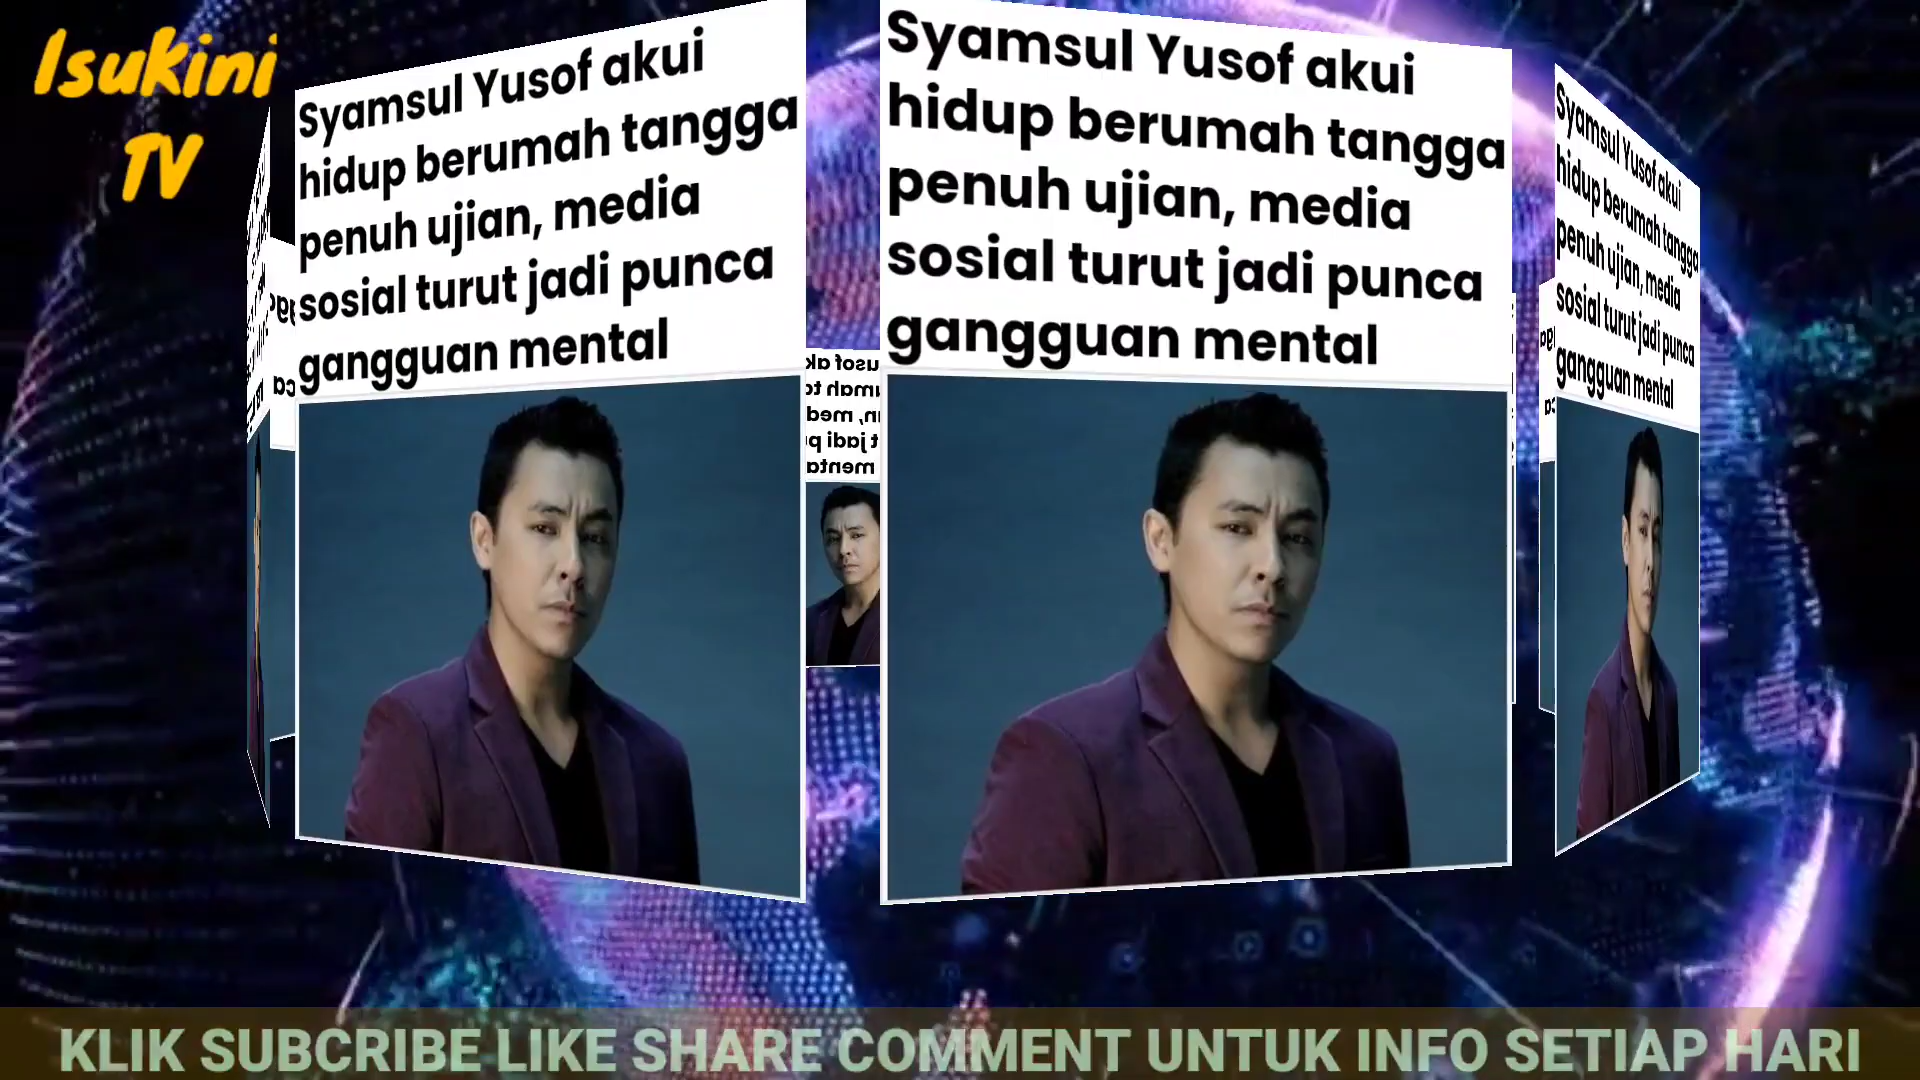 Isukini
TV
Syamsul Yusof akui
hidup berumah tangga
penuh ujian, media
sosial turut jadi punca
gangguan mental
Syamsul Yusof akui
hidup berumah tangga
penuh ujian, media
sosial turut jadi punca
gangguan mental
Syamsul Yusof akui
hidup berumah tangga
penuh ujian, media
sosial turut jadi punca
gangguan mental
KLIK SUBCRIBE LIKE SHARE COMMENT UNTUK INFO SETIAP HARI